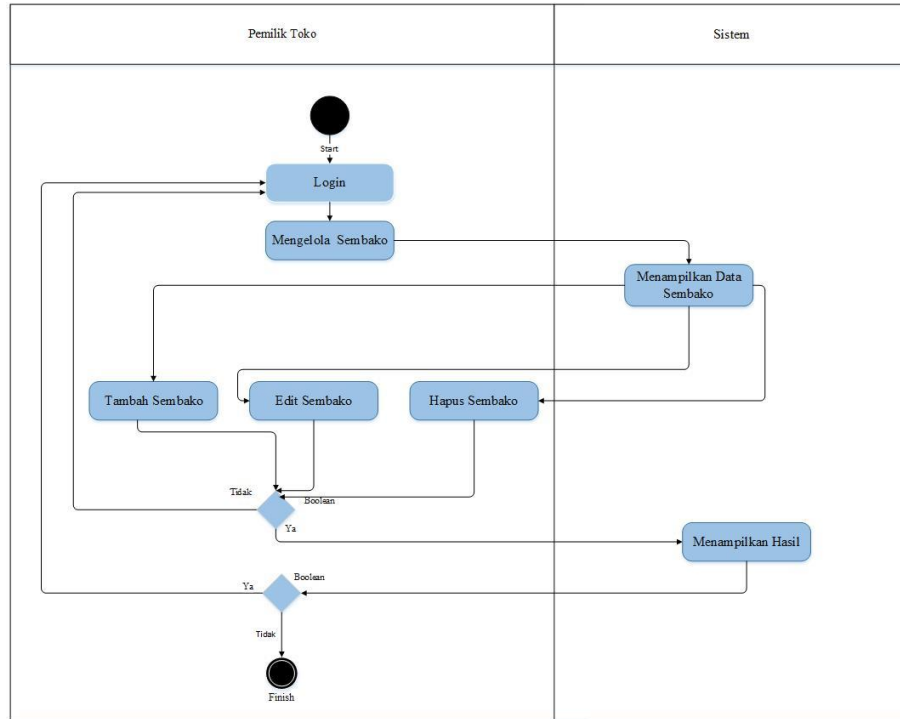 Pemilik Toko
Sistem
Start
Login
Mengelola Sembako
Menampilkan Data
Sembako
Tambah Sembako
Edit Sembako
Hapus Sembako
Tidak
Boolean
Ya
Menampilkan Hasil
Ya
Boolean
Tidak
Finish